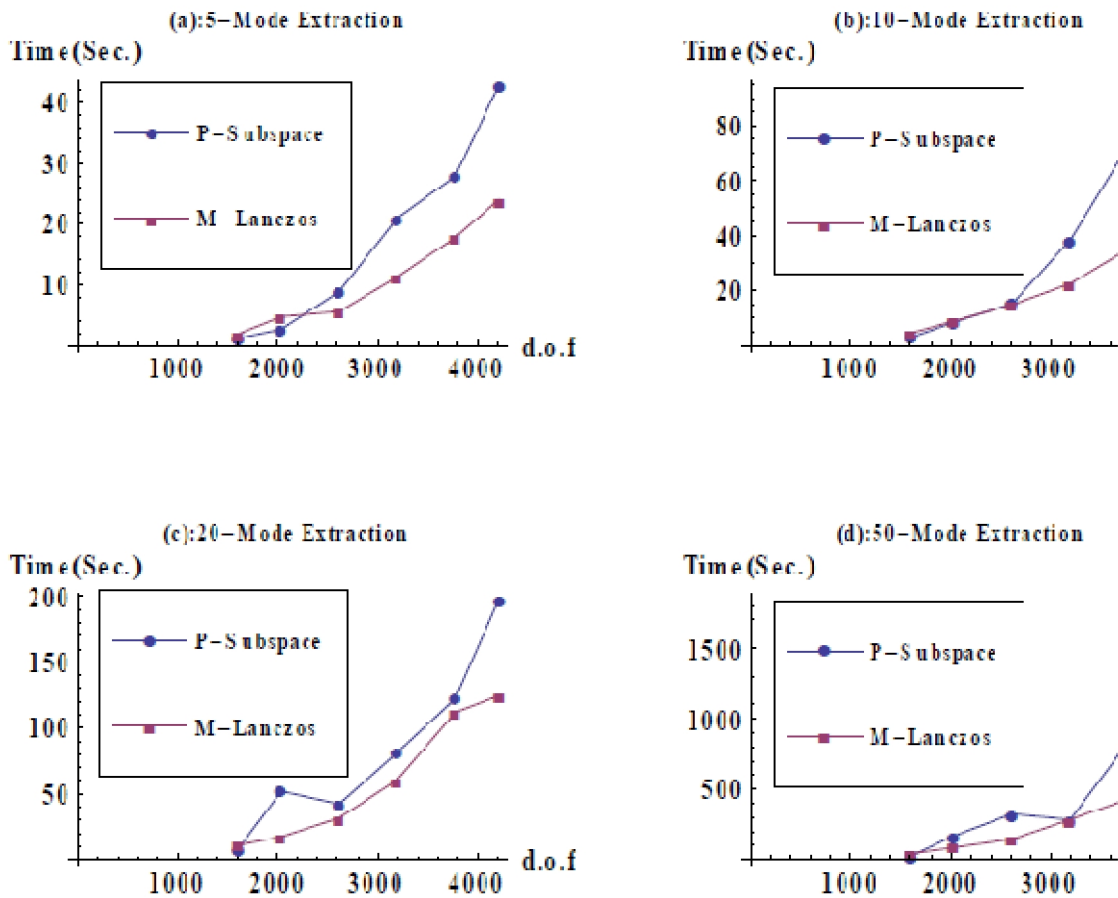 (a):5-Mode Extraction
Time(Sec.)
40
30
20
10
P-Subspace
M-Lanczos
1000 2000 3000 4000
d.o.f
(b):10-Mode Extraction
Time(Sec.)
80
60
40
20
P-Subspace
M-Lanczos
1000 2000 3000
(c):20-Mode Extraction
Time(Sec.)
200
150
100
50
P-Subspace
M-Lanczos
1000 2000 3000 4000
d.o.f
(d):50-Mode Extraction
Time(Sec.)
1500
1000
500
P-Subspace
M-Lanczos
1000 2000 3000